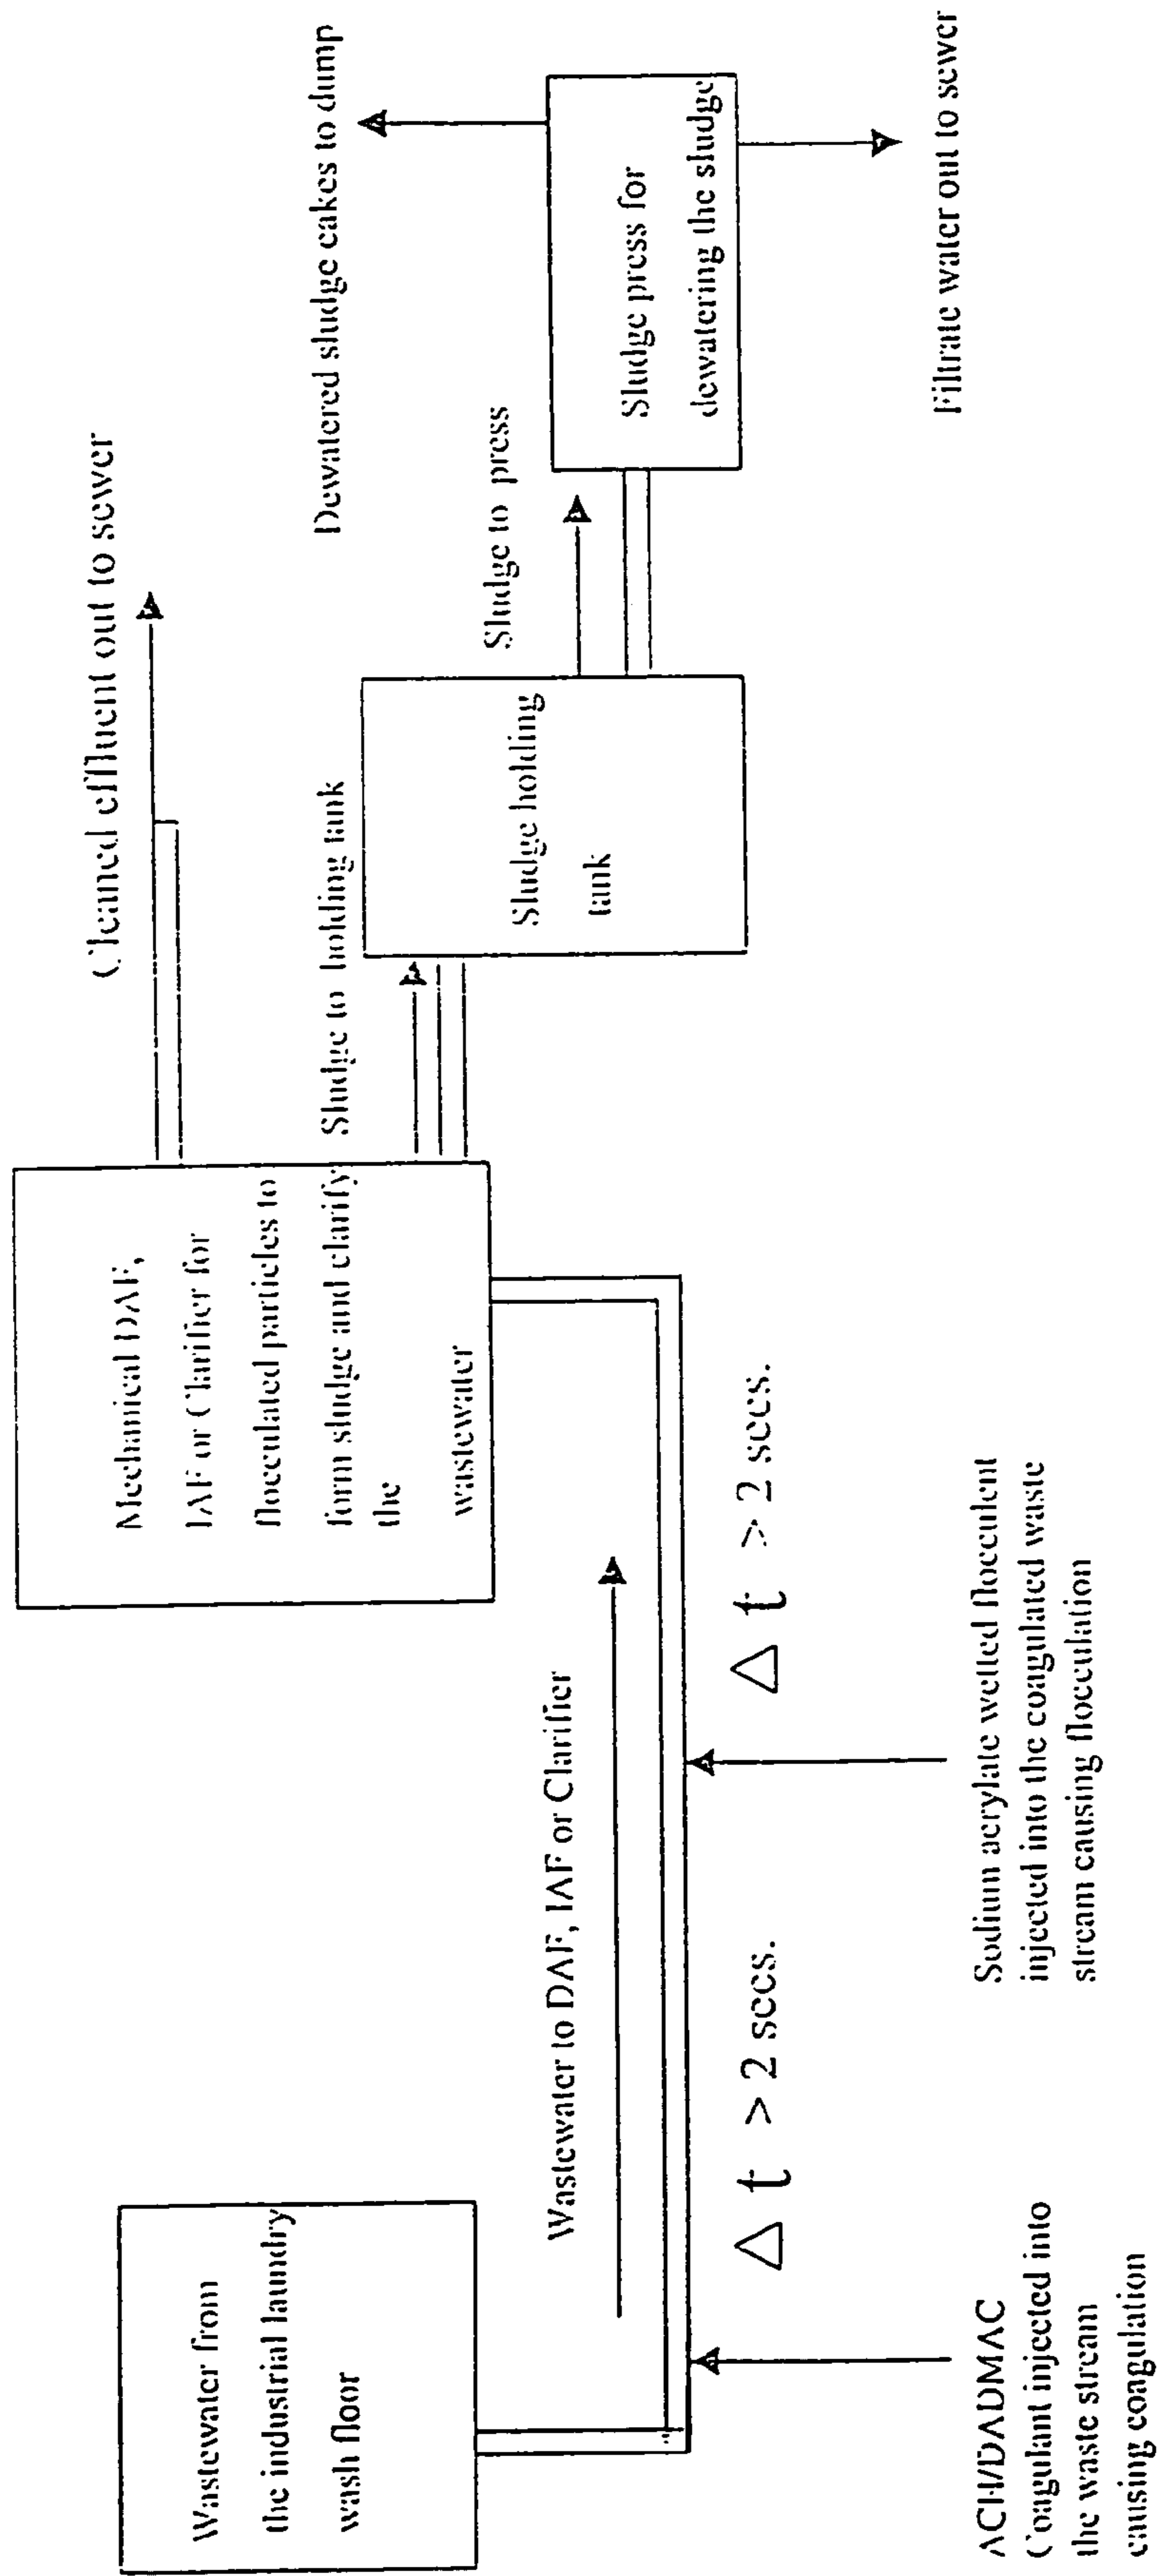 Wastewater from
the industrial laundry
wash floor
ACH/DADMAC
Coagulant injected into
the waste stream
causing coagulation
△ t > 2 secs.
Wastewater to DAF, IAF or Clarifier
Sodium acrylate wetted flocculent
injected into the coagulated waste
stream causing flocculation
△ t > 2 secs.
Mechanical DAF,
IAF or Clarifier for
flocculated particles to
form sludge and clarify
the
wastewater
Cleaned effluent out to sewer
Sludge to holding tank
Sludge holding
tank
Sludge to press
Sludge press for
dewatering the sludge
Dewatered sludge cakes to dump
Filtrate water out to sewer